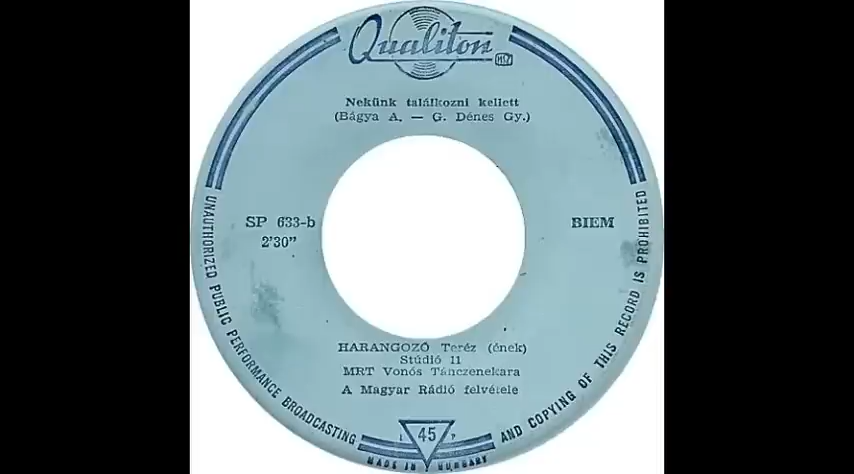 Qualiton
Nekünk találkozni kellett
(Bágya A. — G. Dénes Gy.)
SP 633-b
2'30"
BIEM
HARANGOZÓ Teréz (ének)
Stúdió 11
MRT Vonós Tánczenekara
A Magyar Rádió felvétele
UNAUTHORIZED PUBLIC PERFORMANCE BROADCASTING AND COPYING OF THIS RECORD IS PROHIBITED
L 45 P
MADE IN HUNGARY